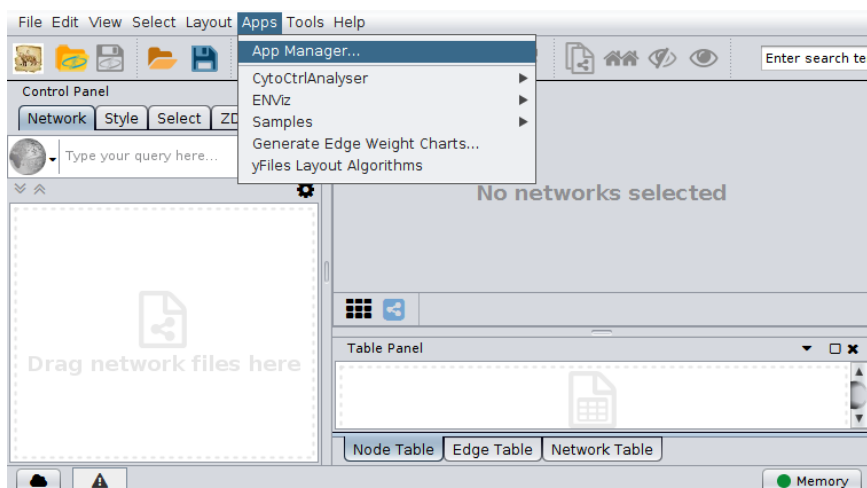 File Edit View Select Layout Apps Tools Help
App Manager...
Enter search te
CytoCtrlAnalyser
ENViz
Samples
Generate Edge Weight Charts...
yFiles Layout Algorithms
Control Panel
Network Style Select ZD
Type your query here...
No networks selected
Drag network files here
Table Panel
Node Table Edge Table Network Table
Memory